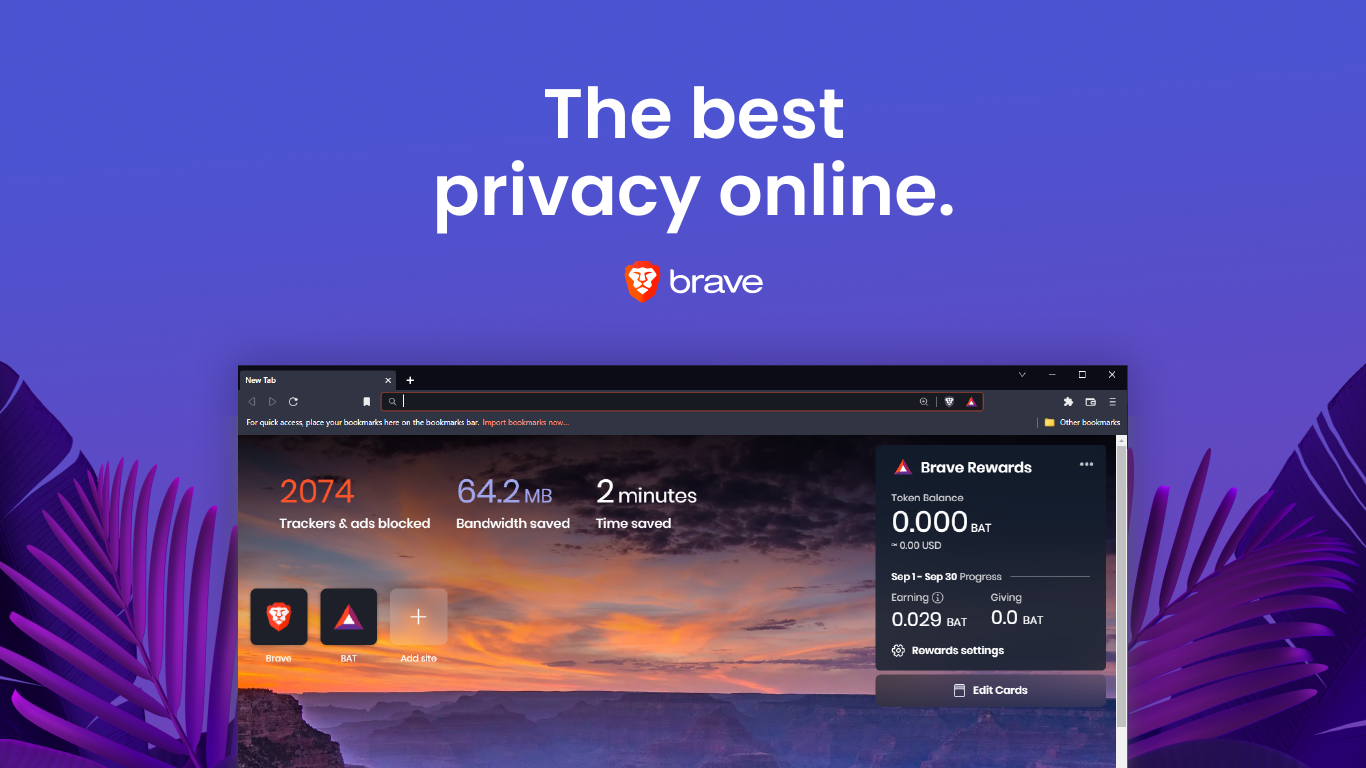 The best
privacy online.
brave
New Tab
For quick access, place your bookmarks here on the bookmarks bar. Import bookmarks now...
Other bookmarks
2074
Trackers & ads blocked
64.2 MB
Bandwidth saved
2 minutes
Time saved
Brave
BAT
Add site
Brave Rewards
Token Balance
0.000 BAT
≈ 0.00 USD
Sep 1 - Sep 30 Progress
Earning
0.029 BAT
Giving
0.0 BAT
Rewards settings
Edit Cards